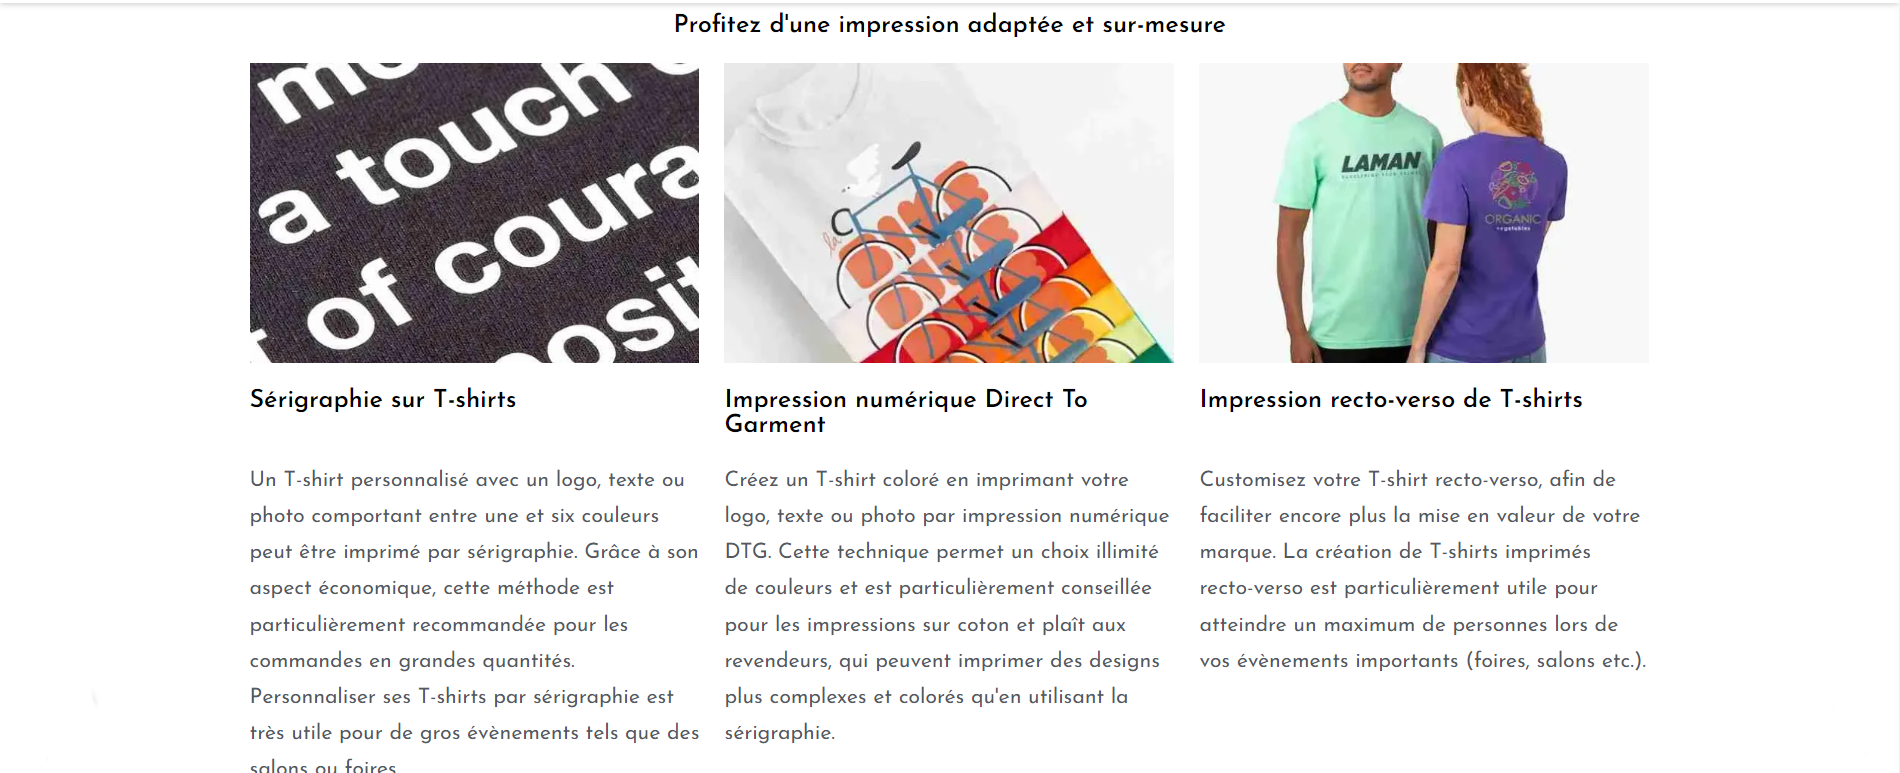 Profitez d'une impression adaptée et sur-mesure
a touch
of coura
LAMAN
ORGANIC
vegetables
Sérigraphie sur T-shirts
Un T-shirt personnalisé avec un logo, texte ou
photo comportant entre une et six couleurs
peut être imprimé par sérigraphie. Grâce à son
aspect économique, cette méthode est
particulièrement recommandée pour les
commandes en grandes quantités.
Personnaliser ses T-shirts par sérigraphie est
très utile pour de gros évènements tels que des
salons ou foires
Impression numérique Direct To
Garment
Créez un T-shirt coloré en imprimant votre
logo, texte ou photo par impression numérique
DTG. Cette technique permet un choix illimité
de couleurs et est particulièrement conseillée
pour les impressions sur coton et plaît aux
revendeurs, qui peuvent imprimer des designs
plus complexes et colorés qu'en utilisant la
sérigraphie.
Impression recto-verso de T-shirts
Customisez votre T-shirt recto-verso, afin de
faciliter encore plus la mise en valeur de votre
marque. La création de T-shirts imprimés
recto-verso est particulièrement utile pour
atteindre un maximum de personnes lors de
vos évènements importants (foires, salons etc.).